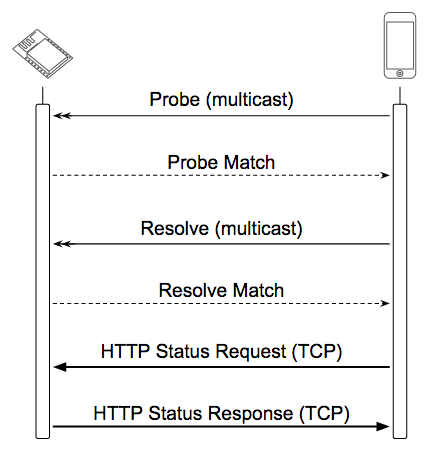 Probe (multicast)
Probe Match
Resolve (multicast)
Resolve Match
HTTP Status Request (TCP)
HTTP Status Response (TCP)